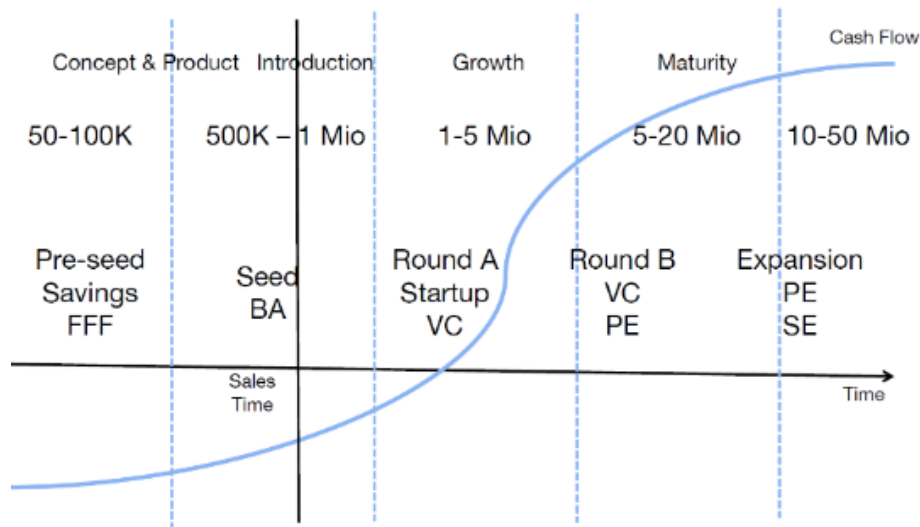 Cash Flow
Concept & Product Introduction Growth Maturity
50-100K 500K – 1 Mio 1-5 Mio 5-20 Mio 10-50 Mio
Pre-seed
Savings
FFF
Seed
BA
Round A
Startup
VC
Round B
VC
PE
Expansion
PE
SE
Sales
Time
Time